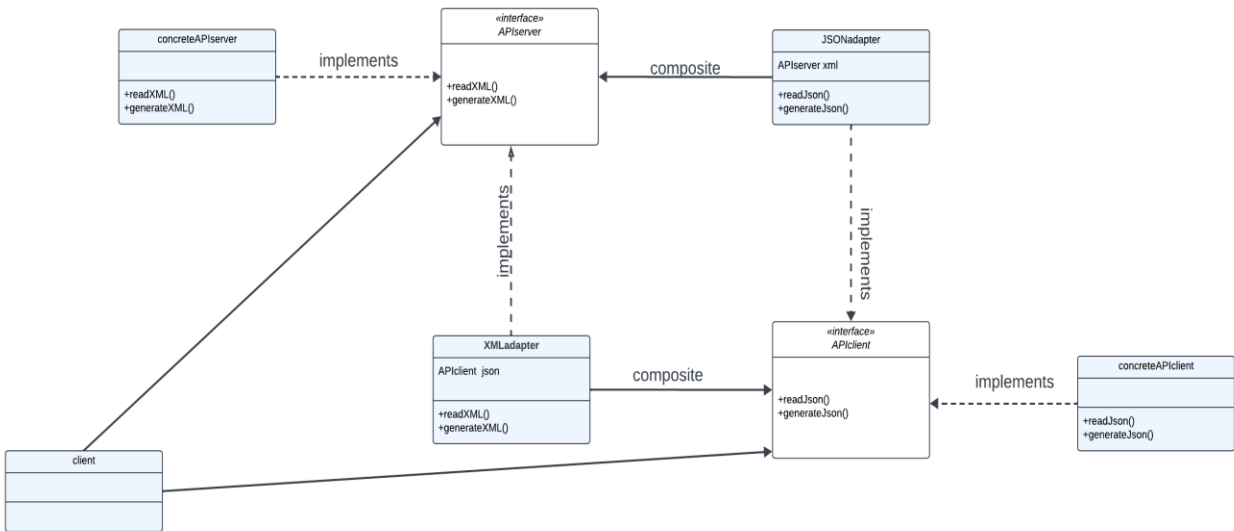 concreteAPIserver
+readXML()
+generateXML()
implements
«interface»
APIserver
+readXML()
+generateXML()
composite
JSONadapter
APIserver xml
+readJson()
+generateJson()
implements
implements
XMLadapter
APIclient json
+readXML()
+generateXML()
composite
«interface»
APIclient
+readJson()
+generateJson()
implements
concreteAPIclient
+readJson()
+generateJson()
client